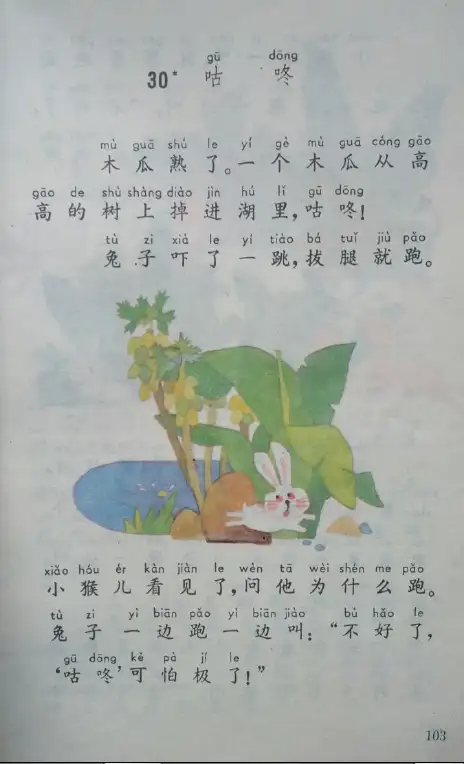 gū dōng
30* 咕 咚
mù guā shú le yí gè mù guā cóng gāo
木 瓜 熟 了。一 个 木 瓜 从 高
gāo de shù shàng diào jìn hú lǐ gū dōng
高 的 树 上 掉 进 湖 里，咕 咚！
tù zi xià le yí tiào bá tuǐ jiù pǎo
兔 子 吓 了 一 跳，拔 腿 就 跑。
xiǎo hóu ér kàn jiàn le wèn tā wèi shén me pǎo
小 猴 儿 看 见 了，问 他 为 什 么 跑。
tù zi yì biān pǎo yì biān jiào bù hǎo le
兔 子 一 边 跑 一 边 叫：“不 好 了，
gū dōng kě pà jí le
‘咕 咚’可 怕 极 了！”
103